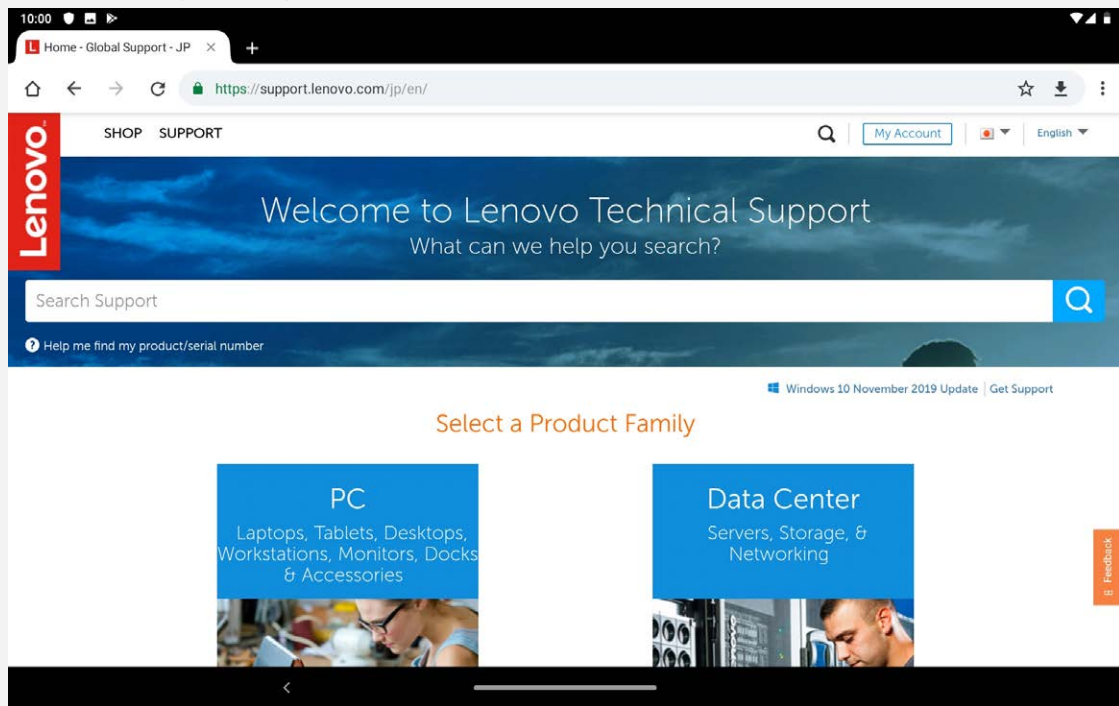 10:00
L Home - Global Support - JP × +
https://support.lenovo.com/jp/en/
Lenovo™
SHOP SUPPORT
My Account
English
Welcome to Lenovo Technical Support
What can we help you search?
Search Support
? Help me find my product/serial number
Windows 10 November 2019 Update | Get Support
Select a Product Family
PC
Laptops, Tablets, Desktops,
Workstations, Monitors, Docks
& Accessories
Data Center
Servers, Storage, &
Networking
Feedback